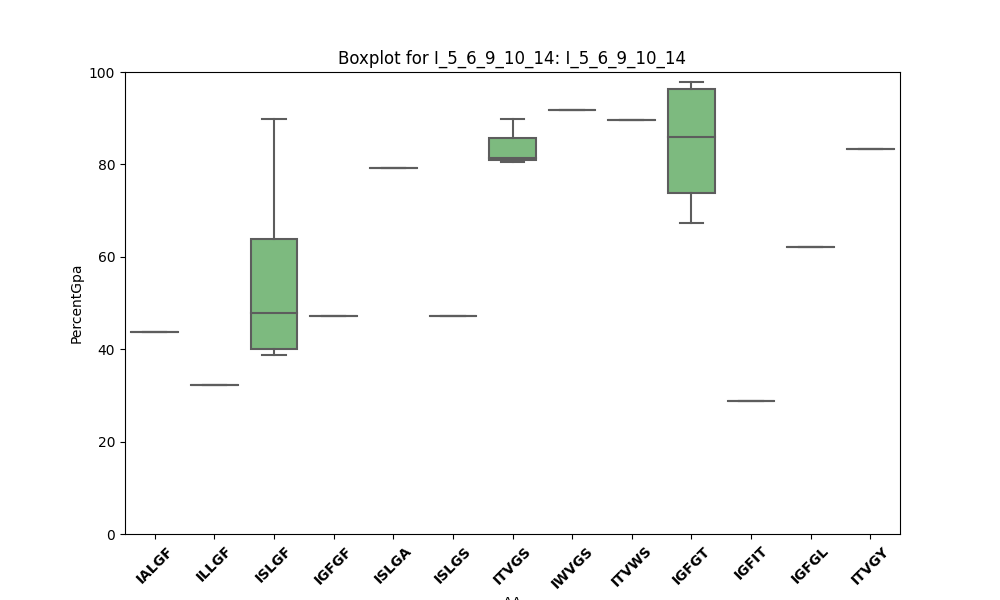 Boxplot for I_5_6_9_10_14: I_5_6_9_10_14
100
80
60
40
20
0
PercentGpa
IALGF
ILLGF
ISLGF
IGFGF
ISLGA
ISLGS
ITVGS
IWVGS
ITVWS
IGFGT
IGFIT
IGFGL
ITVGY